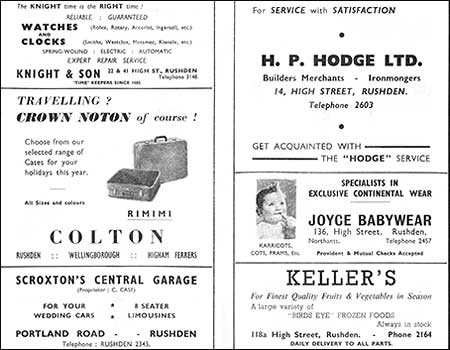 The KNIGHT time is the RIGHT time!
RELIABLE : GUARANTEED
WATCHES
AND
CLOCKS
(Rolex, Rotary, Accurist, Ingersoll, etc.)
(Smiths, Westclox, Metamec, Kienzle, etc.)
SPRING-WOUND : ELECTRIC : AUTOMATIC
EXPERT REPAIR SERVICE
KNIGHT & SON
22 & 41 HIGH ST., RUSHDEN
Telephone 3148
"TIME" KEEPERS SINCE
TRAVELLING ?
CROWN NOTON of course !
Choose from our
selected range of
Cases for your
holidays this year.
All Sizes and colours
RIMIMI
COLTON
RUSHDEN :: WELLINGBOROUGH :: HIGHAM FERRERS
SCROXTON'S CENTRAL GARAGE
(Proprietor : C. CASE)
FOR YOUR
WEDDING CARS
★
★
8 SEATER
LIMOUSINES
PORTLAND ROAD - - RUSHDEN
Telephone : RUSHDEN 2343.
For SERVICE with SATISFACTION
•
H. P. HODGE LTD.
Builders Merchants - Ironmongers
14, HIGH STREET, RUSHDEN.
Telephone 2603
•
GET ACQUAINTED WITH
THE "HODGE" SERVICE
SPECIALISTS IN
EXCLUSIVE CONTINENTAL WEAR
JOYCE BABYWEAR
136, High Street, Rushden,
Northants. Telephone 2457
KARRICOTS,
COTS, PRAMS, Etc.
Provident & Mutual Checks Accepted
KELLER'S
For Finest Quality Fruits & Vegetables in Season
A large variety of
"BIRDS EYE" FROZEN FOODS
Always in stock
118a High Street, Rushden. - Phone 2164
DAILY DELIVERY TO ALL PARTS.